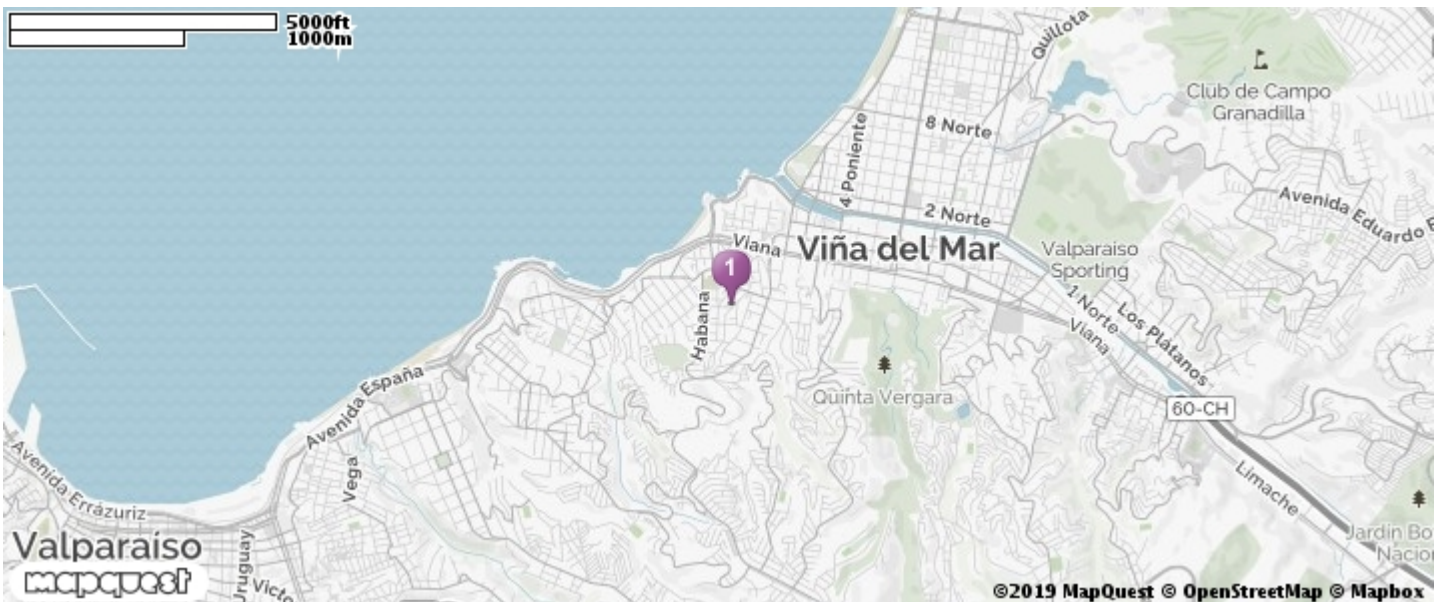 5000ft
1000m
Quillota
Club de Campo
Granadilla
8 Norte
4 Poniente
Avenida Eduardo
2 Norte
Viana
Viña del Mar
Valparaiso
Sporting
1
Habana
1 Norte
Los Plátanos
Viana
Avenida España
Quinta Vergara
60-CH
Avenida Errázuriz
Vega
Limache
Valparaíso
Uruguay
Jardín Bo
Nacio
mapquest
Victo
©2019 MapQuest © OpenStreetMap © Mapbox